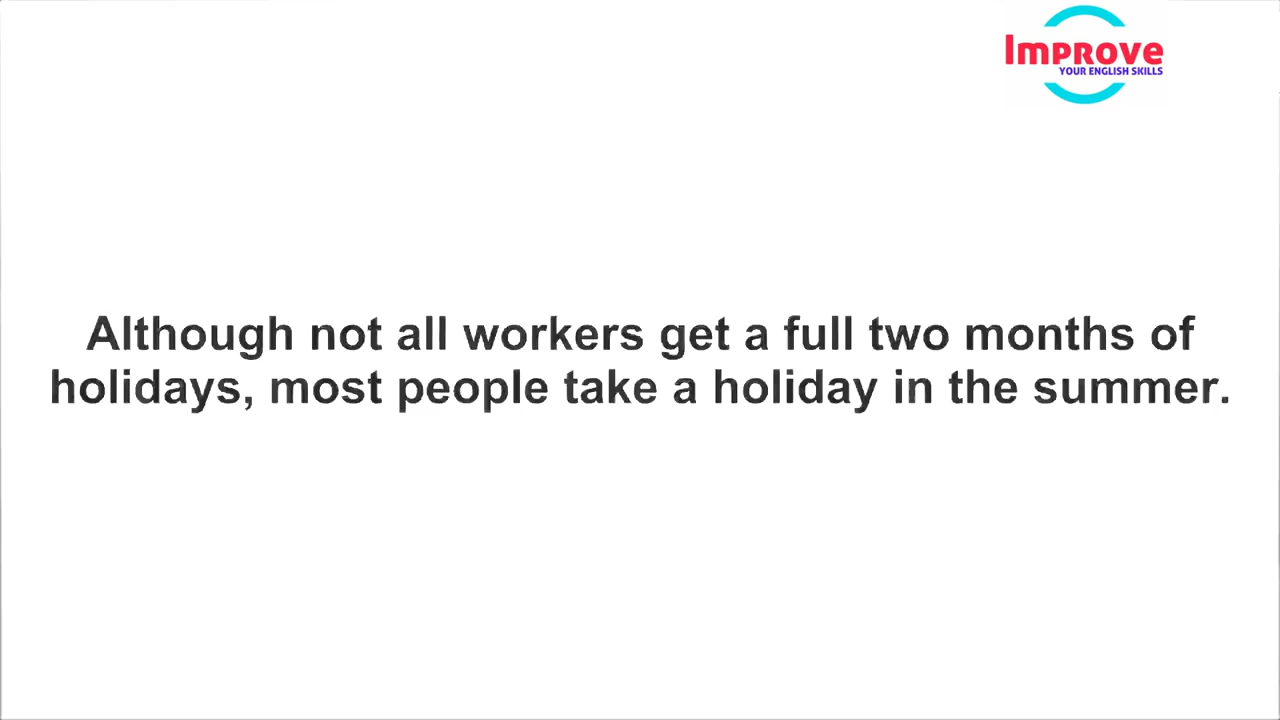 Improve
YOUR ENGLISH SKILLS
Although not all workers get a full two months of
holidays, most people take a holiday in the summer.